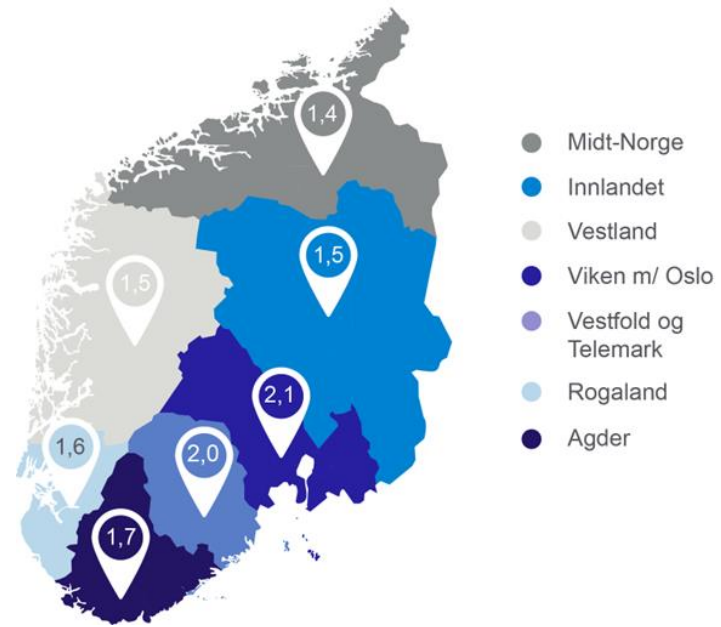 1,4
1,5
1,5
2,1
1,6
2,0
1,7
Midt-Norge
Innlandet
Vestland
Viken m/ Oslo
Vestfold og
Telemark
Rogaland
Agder